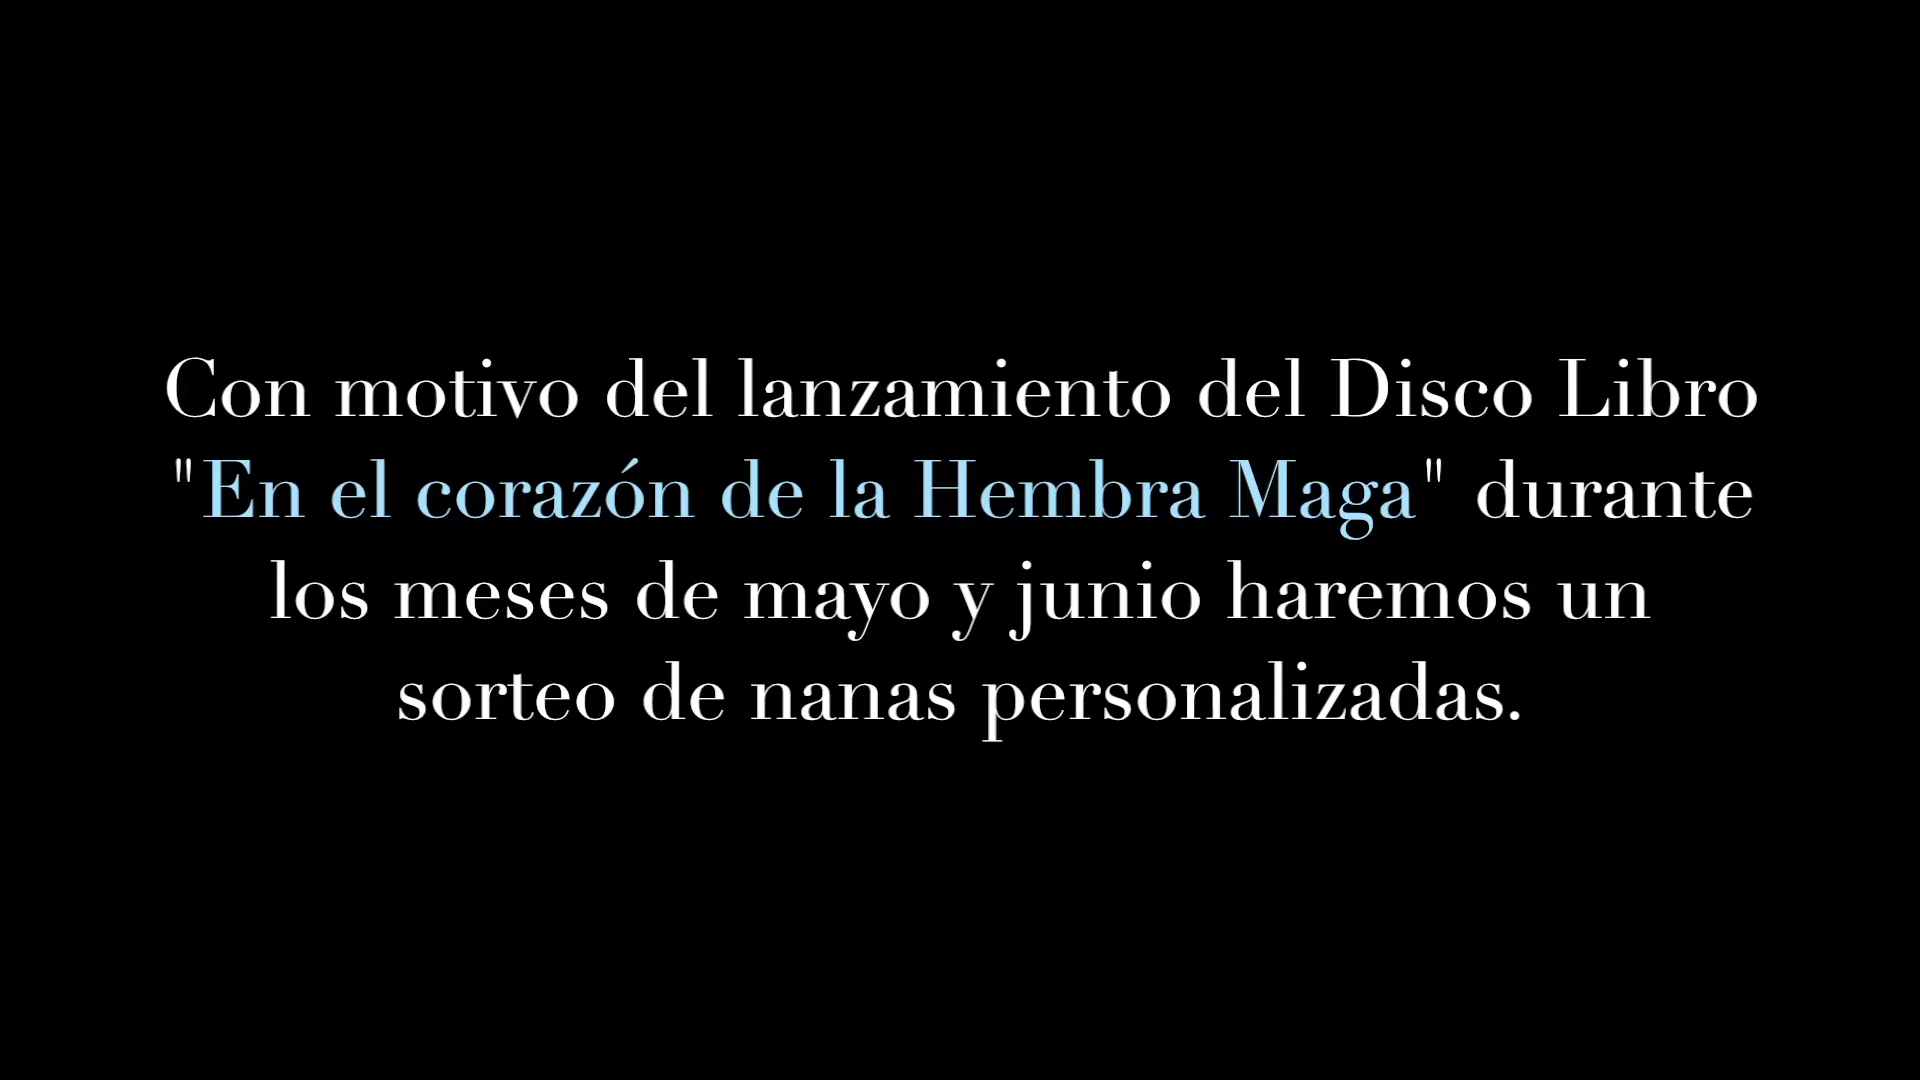 Con motivo del lanzamiento del Disco Libro
"En el corazón de la Hembra Maga" durante
los meses de mayo y junio haremos un
sorteo de nanas personalizadas.